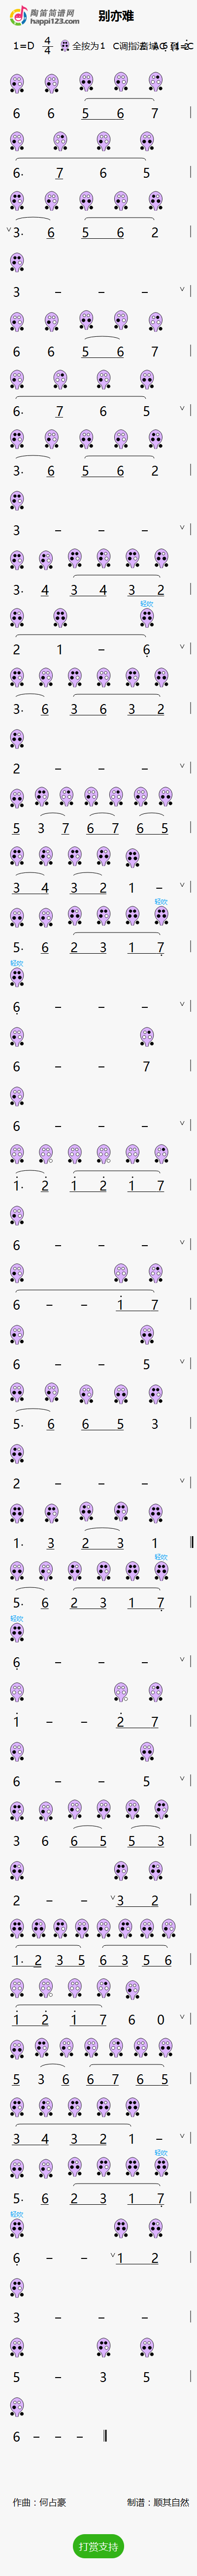 陶笛简谱网
happi123.com
别亦难
1=D 4/4 全按为1 C调指法 AC 到 1=C
6 6 5 6 7 |
6· 7 6 5 |
∨ 3· 6 5 6 2 |
3 – – – ∨ |
6 6 5 6 7 |
6· 7 6 5 ∨ |
3· 6 5 6 2 |
3 – – – ∨ |
3· 4 3 4 3 2 |
轻吹
2 1 – 6̣ ∨ |
3· 6 3 6 3 2 |
2 – – – ∨ |
5 3 7 6 7 6 5 |
3 4 3 2 1 – ∨ |
轻吹
5· 6 2 3 1 7̣ |
轻吹
6̣ – – – ∨ |
6 – – 7 |
6 – – – ∨ |
1̇· 2̇ 1̇ 2̇ 1̇ 7 |
6 – – – ∨ |
6 – – 1̇ 7 |
6 – – 5 ∨ |
5· 6 6 5 3 |
2 – – – ∨ |
1· 3 2 3 1 ‖
轻吹
5· 6 2 3 1 7̣ |
轻吹
6̣ – – – ∨ |
1 – – 2̇ 7 |
6 – – 5 ∨ |
3 6 6 5 5 3 |
2 – – ∨ 3 2 |
1· 2 3 5 6 3 5 6 |
1̇ 2̇ 1̇ 7 6 0 ∨ |
5 3 6 6 7 6 5 |
3 4 3 2 1 – ∨ |
轻吹
5· 6 2 3 1 7̣ |
轻吹
6̣ – – ∨ 1 2 |
3 – – – |
5 – 3 5 |
6 – – – ‖
作曲：何占豪 制谱：顺其自然
打赏支持